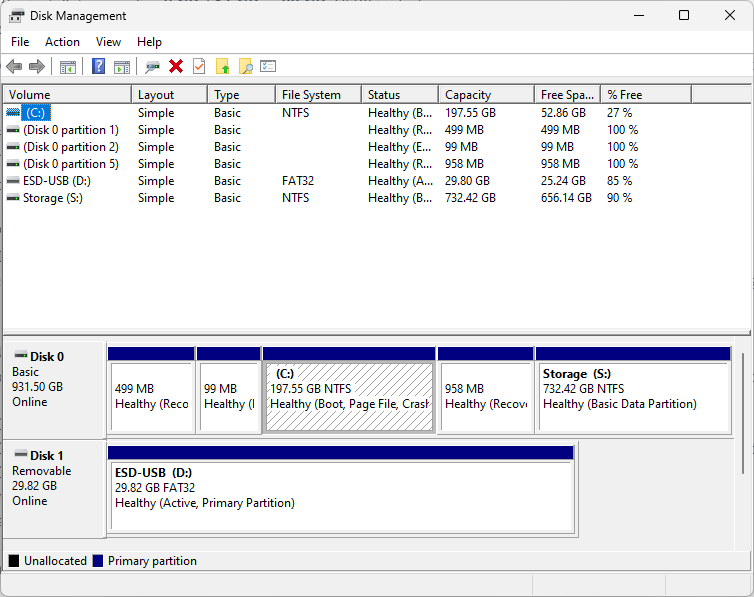 Disk Management
File Action View Help
Volume Layout Type File System Status Capacity Free Spa... % Free
(C:) Simple Basic NTFS Healthy (B... 197.55 GB 52.86 GB 27 %
(Disk 0 partition 1) Simple Basic Healthy (R... 499 MB 499 MB 100 %
(Disk 0 partition 2) Simple Basic Healthy (E... 99 MB 99 MB 100 %
(Disk 0 partition 5) Simple Basic Healthy (R... 958 MB 958 MB 100 %
ESD-USB (D:) Simple Basic FAT32 Healthy (A... 29.80 GB 25.24 GB 85 %
Storage (S:) Simple Basic NTFS Healthy (B... 732.42 GB 656.14 GB 90 %
Disk 0
Basic
931.50 GB
Online
499 MB
Healthy (Reco
99 MB
Healthy (I
(C:)
197.55 GB NTFS
Healthy (Boot, Page File, Crash
958 MB
Healthy (Recov
Storage (S:)
732.42 GB NTFS
Healthy (Basic Data Partition)
Disk 1
Removable
29.82 GB
Online
ESD-USB (D:)
29.82 GB FAT32
Healthy (Active, Primary Partition)
Unallocated Primary partition